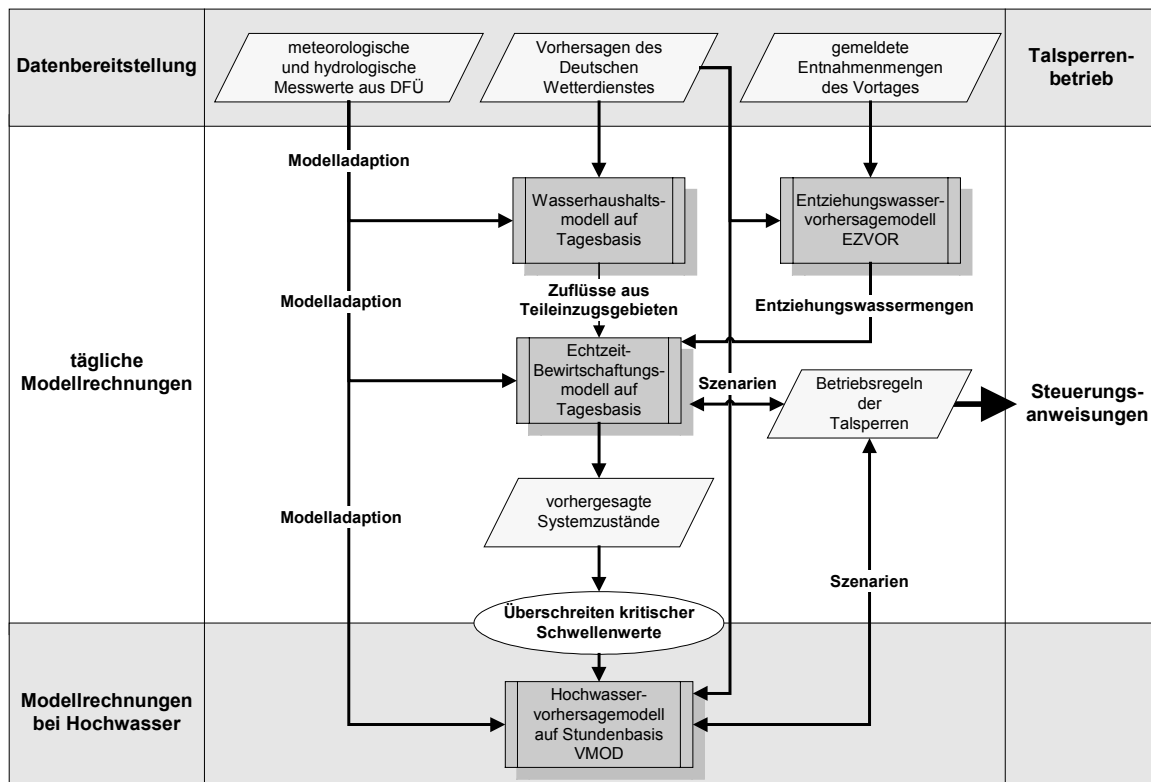 Datenbereitstellung
meteorologische
und hydrologische
Messwerte aus DFÜ
Vorhersagen des
Deutschen
Wetterdienstes
gemeldete
Entnahmenmengen
des Vortages
Talsperren-
betrieb
Modelladaption
Wasserhaushalts-
modell auf
Tagesbasis
Entziehungswasser-
vorhersagemodell
EZVOR
Modelladaption
Zuflüsse aus
Teileinzugsgebieten
Entziehungswassermengen
tägliche
Modellrechnungen
Echtzeit-
Bewirtschaftungs-
modell auf
Tagesbasis
Szenarien
Betriebsregeln
der
Talsperren
Steuerungs-
anweisungen
Modelladaption
vorhergesagte
Systemzustände
Szenarien
Überschreiten kritischer
Schwellenwerte
Modellrechnungen
bei Hochwasser
Hochwasser-
vorhersagemodell
auf Stundenbasis
VMOD